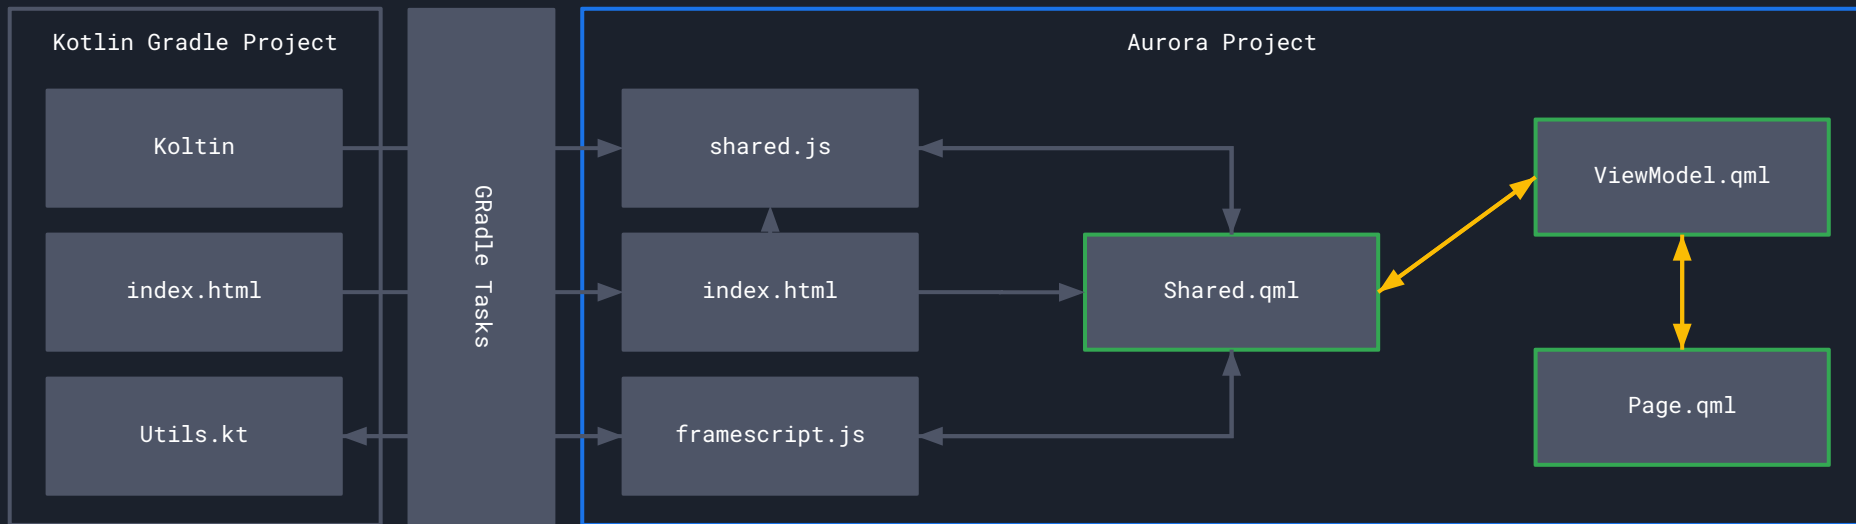 Kotlin Gradle Project
Koltin
index.html
Utils.kt
GRadle Tasks
Aurora Project
shared.js
index.html
framescript.js
Shared.qml
ViewModel.qml
Page.qml